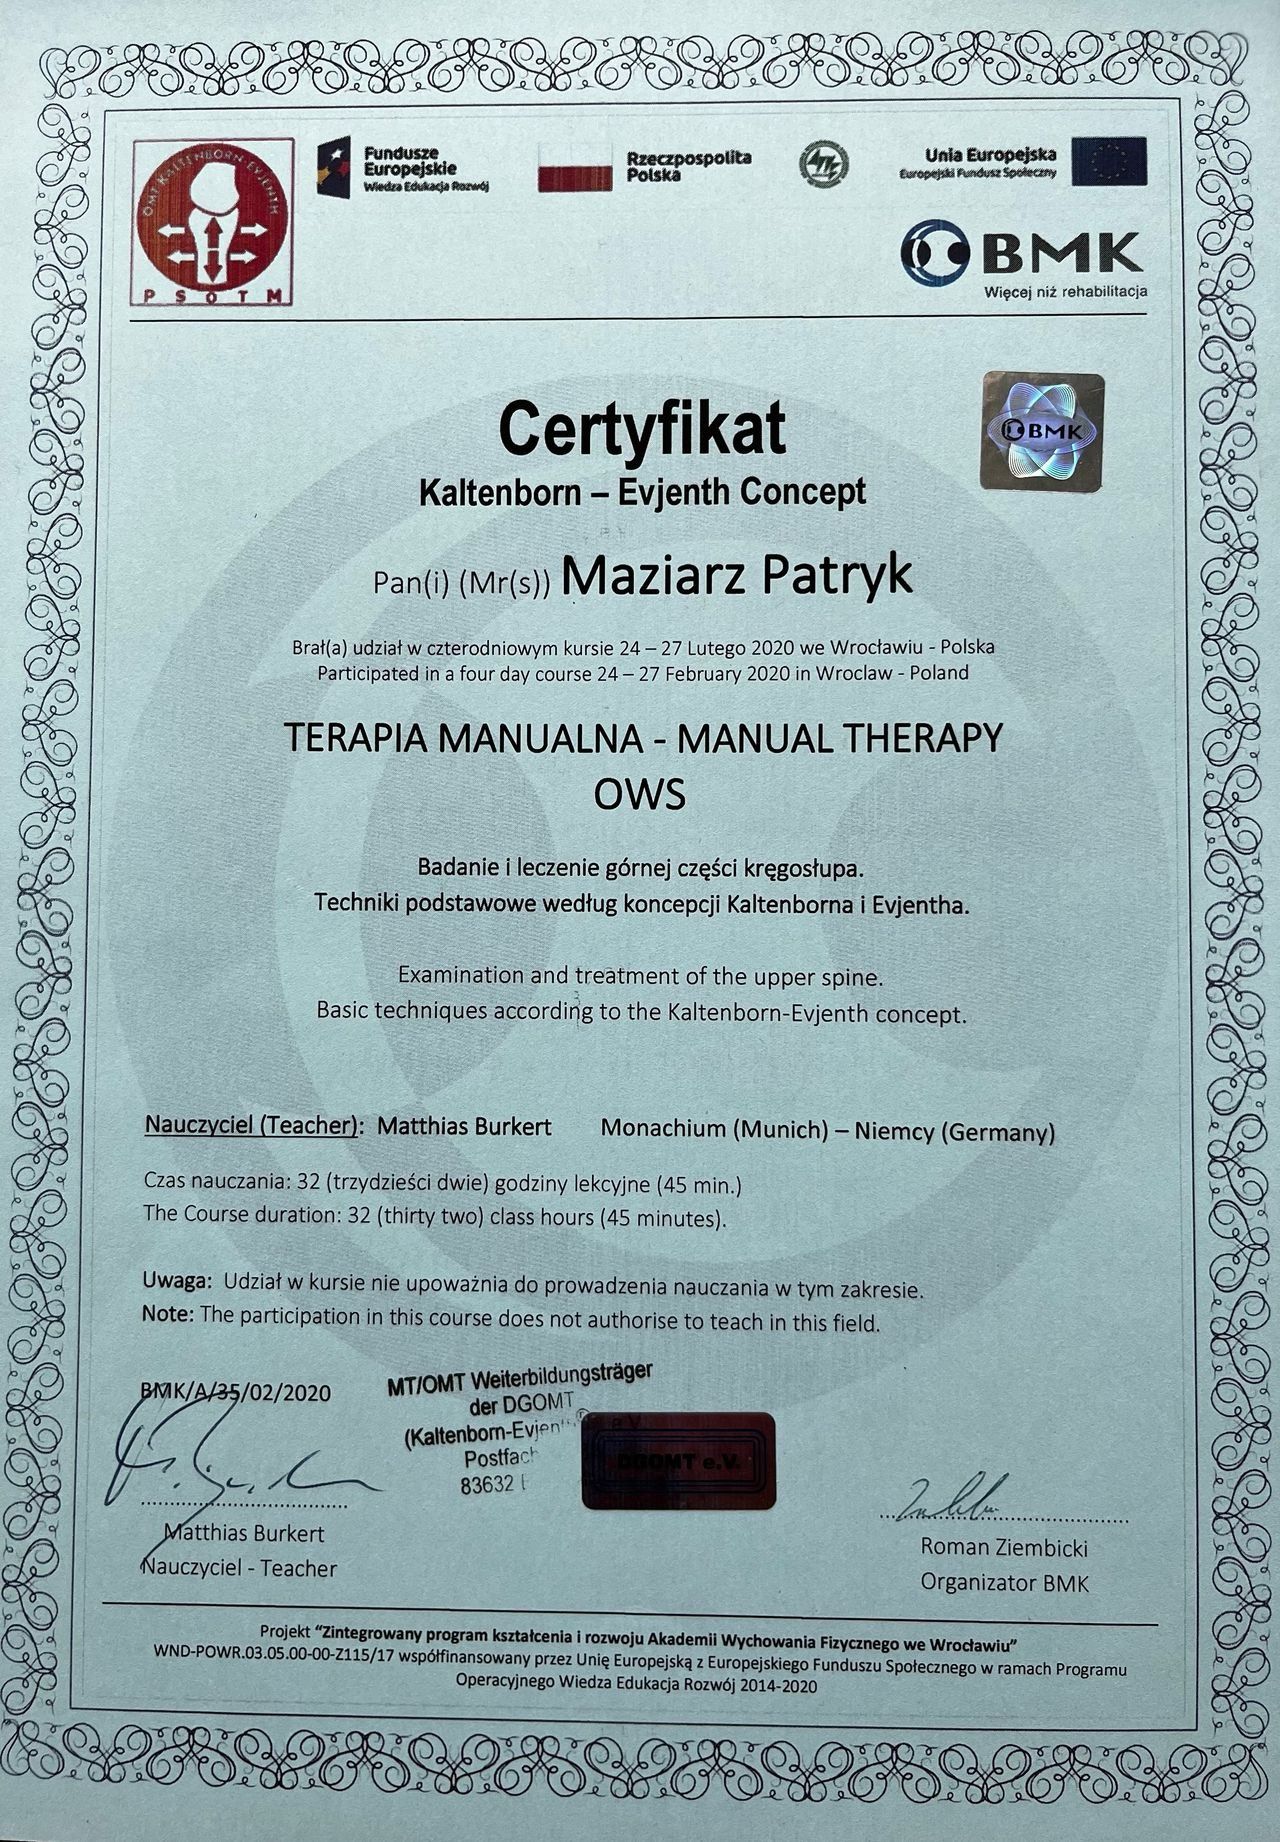 OMT KALTENBORN-EVJENTH
PSOTM
Fundusze
Europejskie
Wiedza Edukacja Rozwój
Rzeczpospolita
Polska
Unia Europejska
Europejski Fundusz Społeczny
BMK
Więcej niż rehabilitacja
BMK
Certyfikat
Kaltenborn – Evjenth Concept
Pan(i) (Mr(s)) Maziarz Patryk
Brał(a) udział w czterodniowym kursie 24 – 27 Lutego 2020 we Wrocławiu - Polska
Participated in a four day course 24 – 27 February 2020 in Wroclaw - Poland
TERAPIA MANUALNA - MANUAL THERAPY
OWS
Badanie i leczenie górnej części kręgosłupa.
Techniki podstawowe według koncepcji Kaltenborna i Evjentha.
Examination and treatment of the upper spine.
Basic techniques according to the Kaltenborn-Evjenth concept.
Nauczyciel (Teacher): Matthias Burkert Monachium (Munich) – Niemcy (Germany)
Czas nauczania: 32 (trzydzieści dwie) godziny lekcyjne (45 min.)
The Course duration: 32 (thirty two) class hours (45 minutes).
Uwaga: Udział w kursie nie upoważnia do prowadzenia nauczania w tym zakresie.
Note: The participation in this course does not authorise to teach in this field.
BMK/A/35/02/2020
MT/OMT Weiterbildungsträger
der DGOMT
(Kaltenborn-Evjen
Postfac
83632
DGOMT e.V.
Matthias Burkert
Nauczyciel - Teacher
Roman Ziembicki
Organizator BMK
Projekt “Zintegrowany program kształcenia i rozwoju Akademii Wychowania Fizycznego we Wrocławiu”
WND-POWR.03.05.00-00-Z115/17 współfinansowany przez Unię Europejską z Europejskiego Funduszu Społecznego w ramach Programu
Operacyjnego Wiedza Edukacja Rozwój 2014-2020